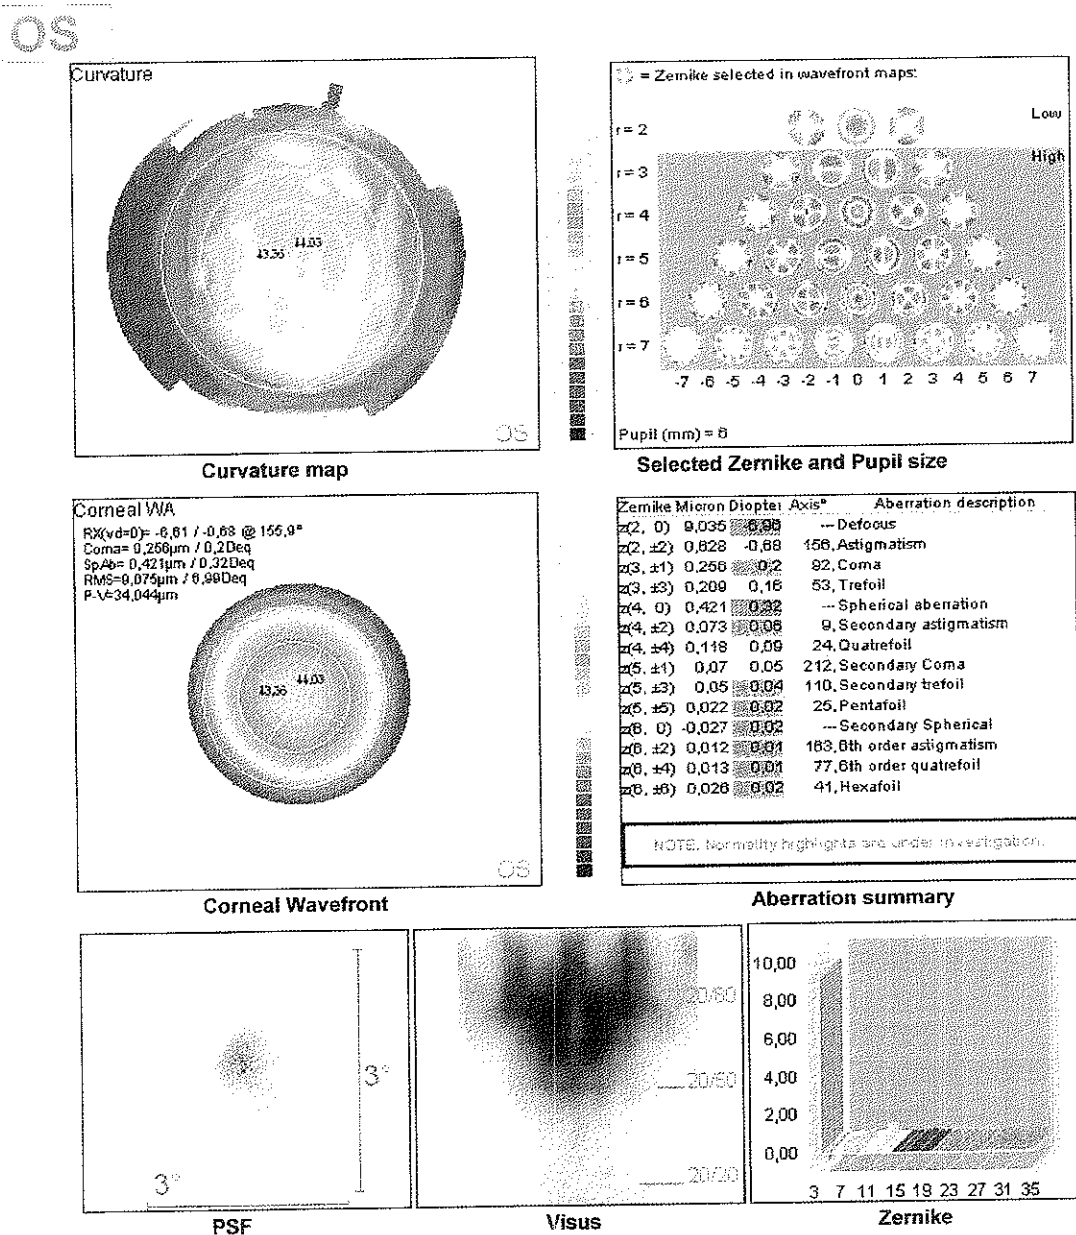 OS
Curvature
43,36 44,03
OS
Curvature map
= Zernike selected in wavefront maps:
Low
r = 2
High
r = 3
r = 4
r = 5
r = 6
r = 7
-7 -6 -5 -4 -3 -2 -1 0 1 2 3 4 5 6 7
Pupil (mm) = 6
Selected Zernike and Pupil size
Corneal WA
RX(vd=0)= -6,61 / -0,68 @ 155,9°
Coma= 0,256µm / 0,2Deq
SpAb= 0,421µm / 0,32Deq
RMS=9,075µm / 6,99Deq
P-V=34,044µm
43,36 44,03
OS
Corneal Wavefront
Zernike Micron Diopter Axis° Aberration description
z(2, 0) 9,035 -6,96 --- Defocus
z(2, ±2) 0,828 -0,68 156, Astigmatism
z(3, ±1) 0,256 0,2 92, Coma
z(3, ±3) 0,209 0,16 53, Trefoil
z(4, 0) 0,421 0,32 --- Spherical aberration
z(4, ±2) 0,073 0,06 9, Secondary astigmatism
z(4, ±4) 0,118 0,09 24, Quatrefoil
z(5, ±1) 0,07 0,05 212, Secondary Coma
z(5, ±3) 0,05 0,04 110, Secondary trefoil
z(5, ±5) 0,022 0,02 25, Pentafoil
z(6, 0) -0,027 0,02 --- Secondary Spherical
z(6, ±2) 0,012 0,01 163, 6th order astigmatism
z(6, ±4) 0,013 0,01 77, 6th order quatrefoil
z(6, ±6) 0,026 0,02 41, Hexafoil
NOTE. Normality highlights are under investigation.
Aberration summary
3°
3°
PSF
20/60
20/20
Visus
10,00
8,00
6,00
4,00
2,00
0,00
3 7 11 15 19 23 27 31 35
Zernike